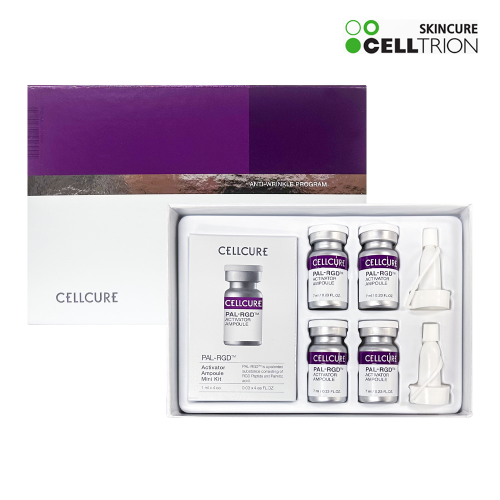 SKINCURE
CELLTRION
ANTI-WRINKLE PROGRAM
CELLCURE
CELLCURE
CELLCURE
PAL-RGD™
ACTIVATOR
AMPOULE
PAL-RGD™
Activator
Ampoule
Mini Kit
CELLCURE
PAL-RGD™
ACTIVATOR
AMPOULE
CELLCURE
PAL-RGD™
ACTIVATOR
AMPOULE
CELLCURE
PAL-RGD™
ACTIVATOR
AMPOULE
CELLCURE
PAL-RGD™
ACTIVATOR
AMPOULE